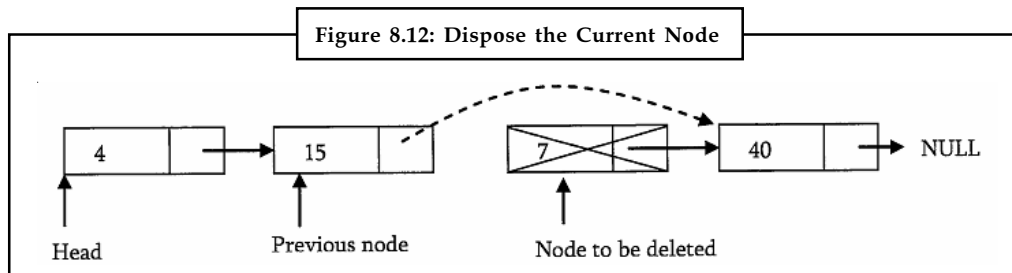 Figure 8.12: Dispose the Current Node
4 15 7 40 NULL
Head Previous node Node to be deleted